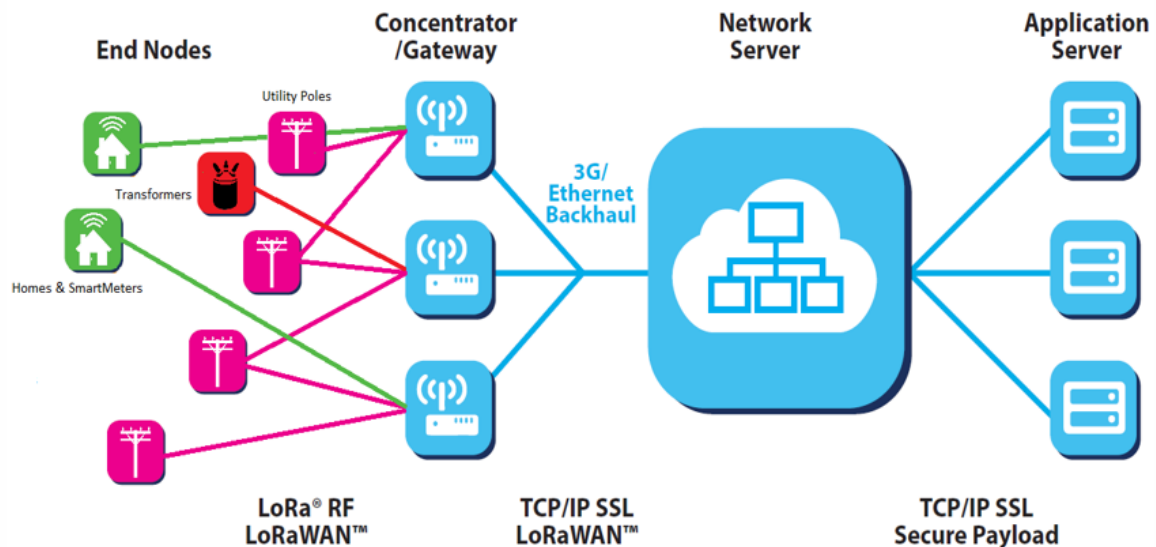 End Nodes
Concentrator
/Gateway
Network
Server
Application
Server
Utility Poles
Transformers
Homes & SmartMeters
3G/
Ethernet
Backhaul
LoRa® RF
LoRaWAN™
TCP/IP SSL
LoRaWAN™
TCP/IP SSL
Secure Payload